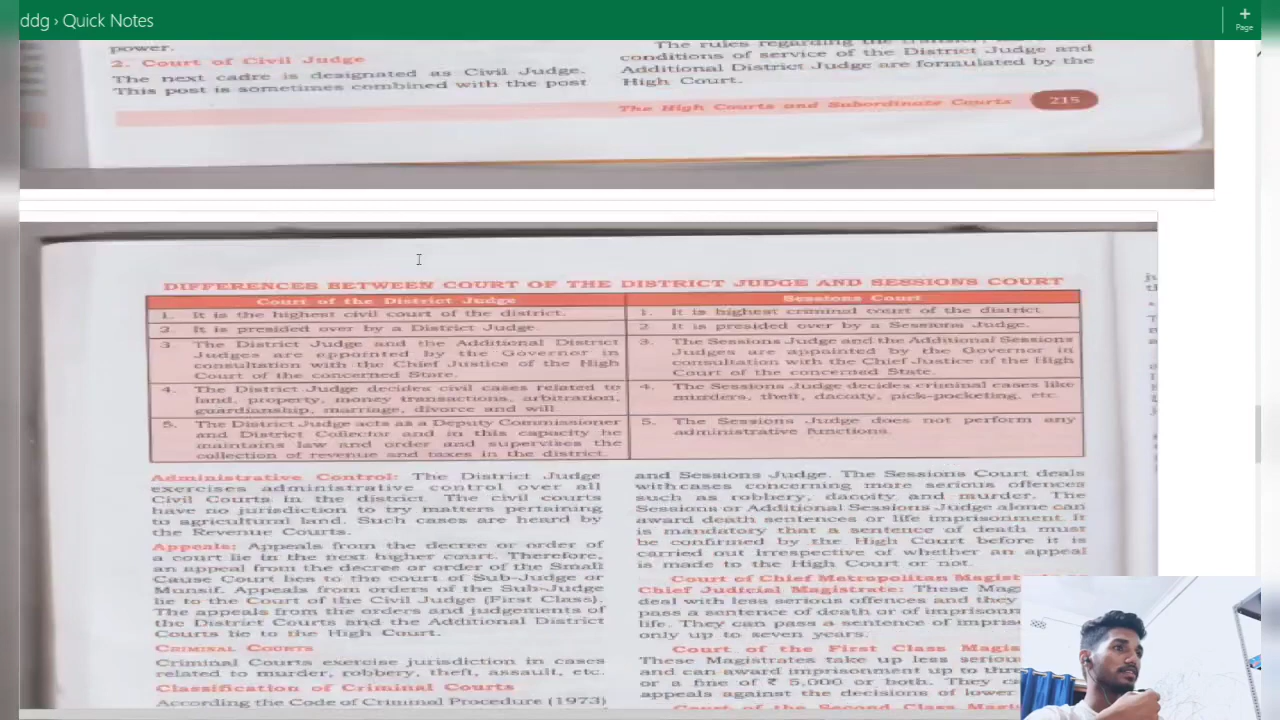 ddg › Quick Notes
+
Page
power.
2. Court of Civil Judge
The next cadre is designated as Civil Judge.
This post is sometimes combined with the post
The rules regarding the
conditions of service of the District Judge and
Additional District Judge are formulated by the
High Court.
The High Courts and Subordinate Courts 215
DIFFERENCES BETWEEN COURT OF THE DISTRICT JUDGE AND SESSIONS COURT
Court of the District Judge
1. It is the highest civil court of the district.
2. It is presided over by a District Judge.
3 The District Judge and the Additional District
Judges are appointed by the Governor in
consultation with the Chief Justice of the High
Court of the concerned State.
4. The District Judge decides civil cases related to
land, property, money transactions, arbitration,
guardianship, marriage, divorce and will.
5. The District Judge acts as a Deputy Commissioner
and District Collector and in this capacity he
maintains law and order and supervises the
collection of revenue and taxes in the district.
Sessions Court
1. It is highest criminal court of the district.
2 It is presided over by a Sessions Judge.
3. The Sessions Judge and the Additional Sessions
Judges are appointed by the Governor in
consultation with the Chief Justice of the High
Court of the concerned State.
4. The Sessions Judge decides criminal cases like
murders, theft, dacoity, pick-pocketing, etc.
5. The Sessions Judge does not perform any
administrative functions.
Administrative Control: The District Judge
exercises administrative control over all
Civil Courts in the district. The civil courts
have no jurisdiction to try matters pertaining
to agricultural land. Such cases are heard by
the Revenue Courts.
Appeals: Appeals from the decree or order of
a court lie in the next higher court. Therefore,
an appeal from the decree or order of the Small
Cause Court lies to the court of Sub-Judge or
Munsif. Appeals from orders of the Sub-Judge
lie to the Court of the Civil Judge (First Class).
The appeals from the orders and judgements of
the District Courts and the Additional District
Courts lie to the High Court.
CRIMINAL COURTS
Criminal Courts exercise jurisdiction in cases
related to murder, robbery, theft, assault, etc.
Classification of Criminal Courts
According to the Code of Criminal Procedure (1973)
and Sessions Judge. The Sessions Court deals
with cases concerning more serious offences
such as robbery, dacoity and murder. The
Sessions or Additional Sessions Judge alone can
award death sentences or life imprisonment. It
is mandatory that a sentence of death must
be confirmed by the High Court before it is
carried out irrespective of whether an appeal
is made to the High Court or not.
Court of Chief Metropolitan
Chief Judicial Magistrate: These
deal with less serious offences and they
pass a sentence of death or of
life. They can pass a sentence of
only up to seven years.
Court of the First Class
These Magistrates take up less
and can award imprisonment up to
or a fine of ₹ 5,000 or both. They
appeals against the decisions of lower
Court of the Second Class